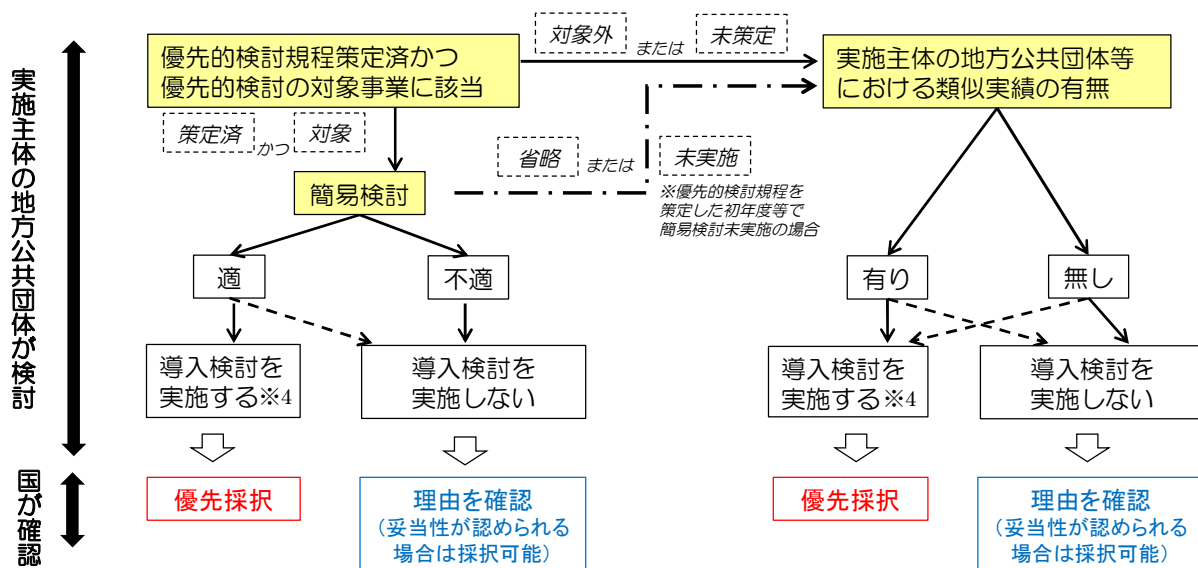 実施主体の地方公共団体が検討
国が確認
優先的検討規程策定済かつ
優先的検討の対象事業に該当
対象外
または
未策定
実施主体の地方公共団体等
における類似実績の有無
策定済
かつ
対象
省略
または
未実施
※優先的検討規程を
策定した初年度等で
簡易検討未実施の場合
簡易検討
適
不適
有り
無し
導入検討を
実施する※4
導入検討を
実施しない
導入検討を
実施する※4
導入検討を
実施しない
優先採択
理由を確認
(妥当性が認められる
場合は採択可能)
優先採択
理由を確認
(妥当性が認められる
場合は採択可能)